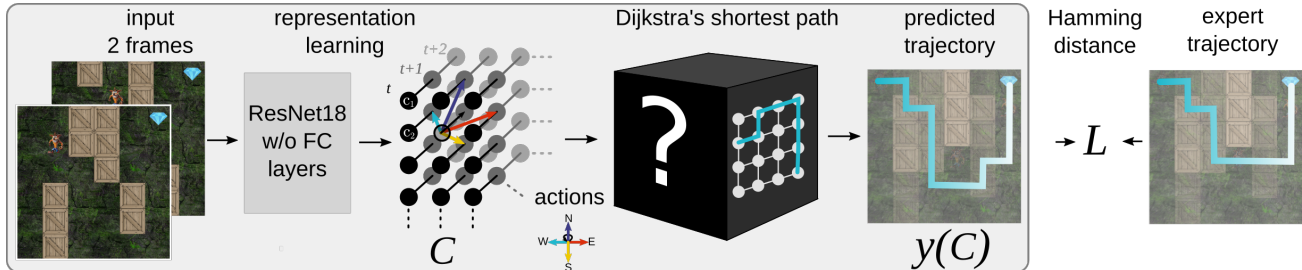 input
2 frames
representation
learning
Dijkstra's shortest path
predicted
trajectory
Hamming
distance
expert
trajectory
t+2
t+1
t
c₁
c₂
ResNet18
w/o FC
layers
?
actions
N
W E
S
C
y(C)
L